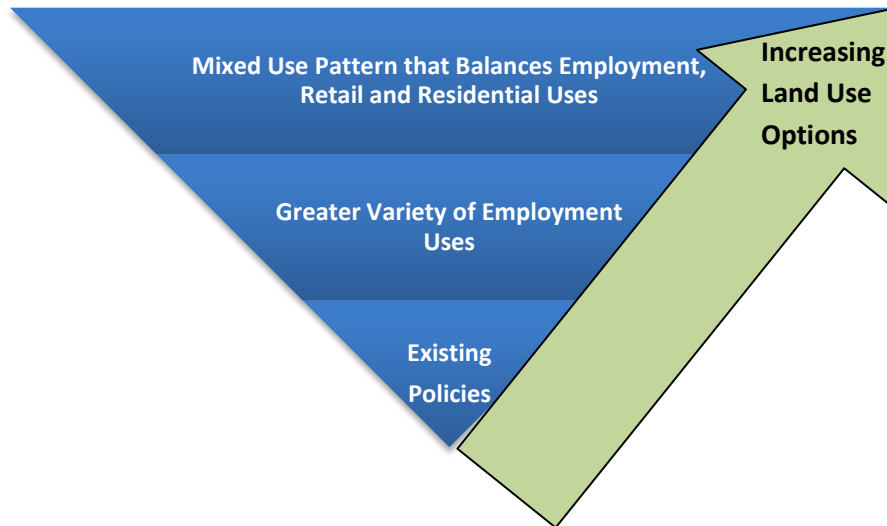 Mixed Use Pattern that Balances Employment,
Retail and Residential Uses
Increasing
Land Use
Options
Greater Variety of Employment
Uses
Existing
Policies